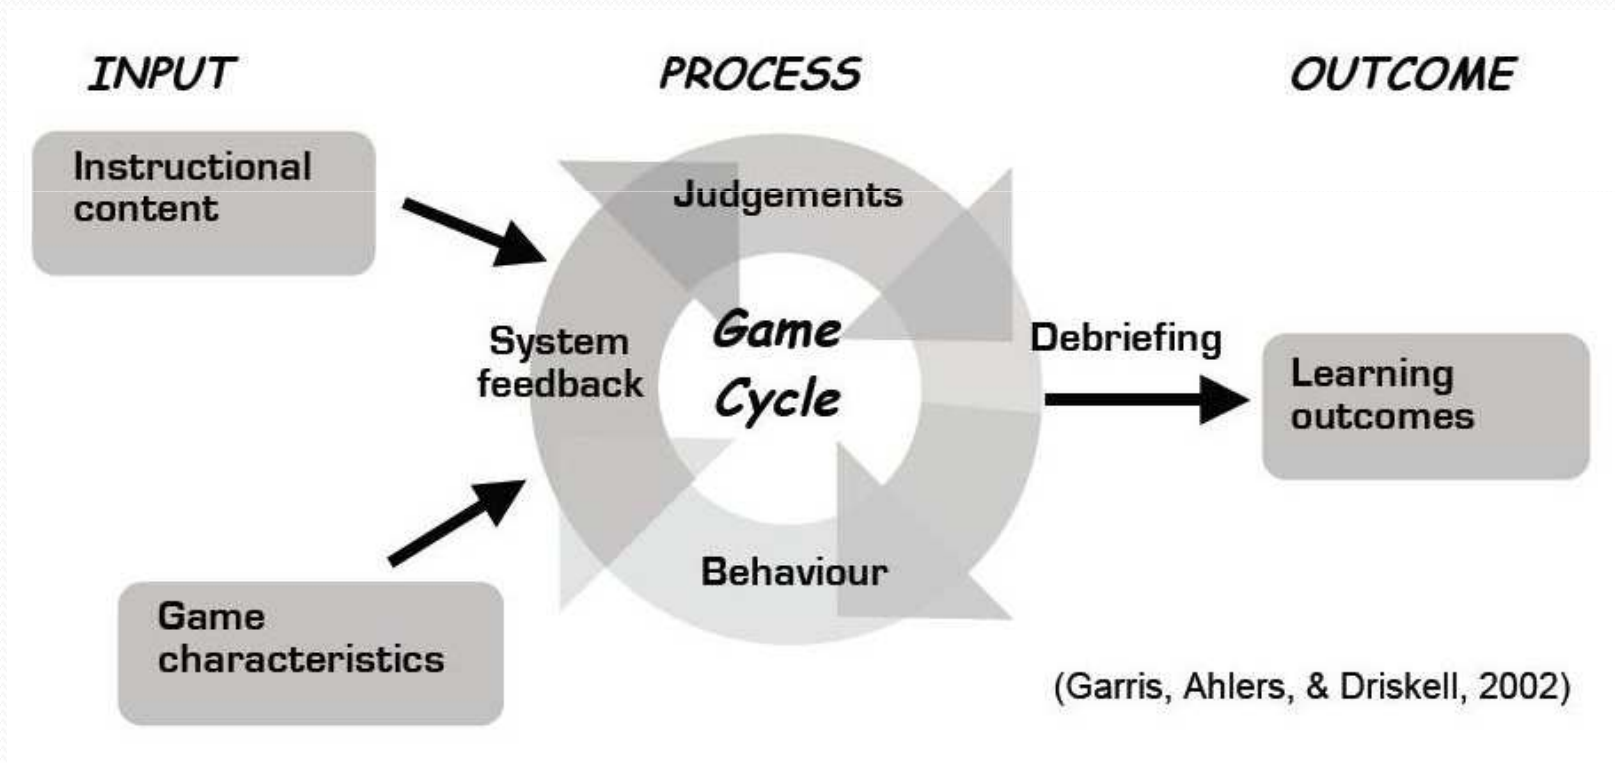 INPUT
PROCESS
OUTCOME
Instructional
content
Judgements
System
feedback
Game
Cycle
Debriefing
Learning
outcomes
Behaviour
Game
characteristics
(Garris, Ahlers, & Driskell, 2002)